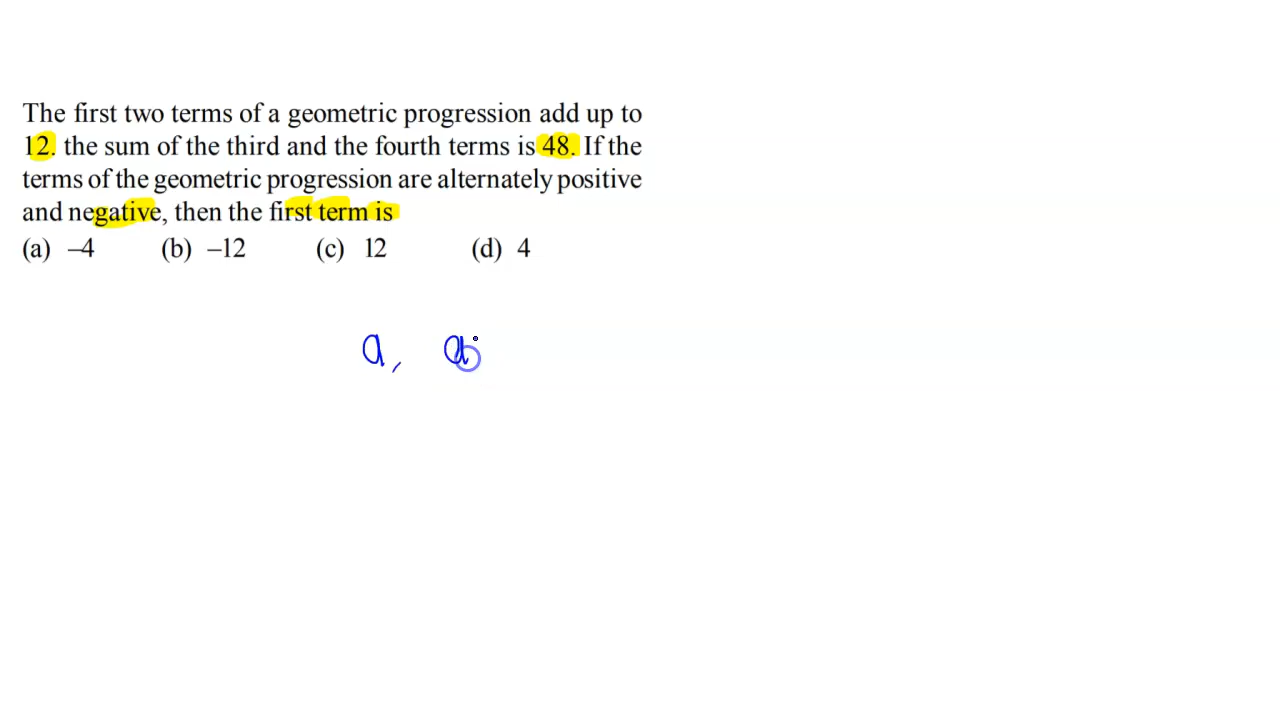 The first two terms of a geometric progression add up to
12. the sum of the third and the fourth terms is 48. If the
terms of the geometric progression are alternately positive
and negative, then the first term is
(a) –4 (b) –12 (c) 12 (d) 4
a, a